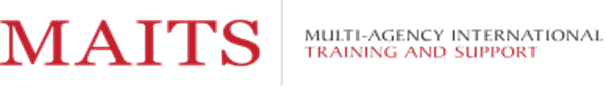 MAITS
MULTI-AGENCY INTERNATIONAL
TRAINING AND SUPPORT